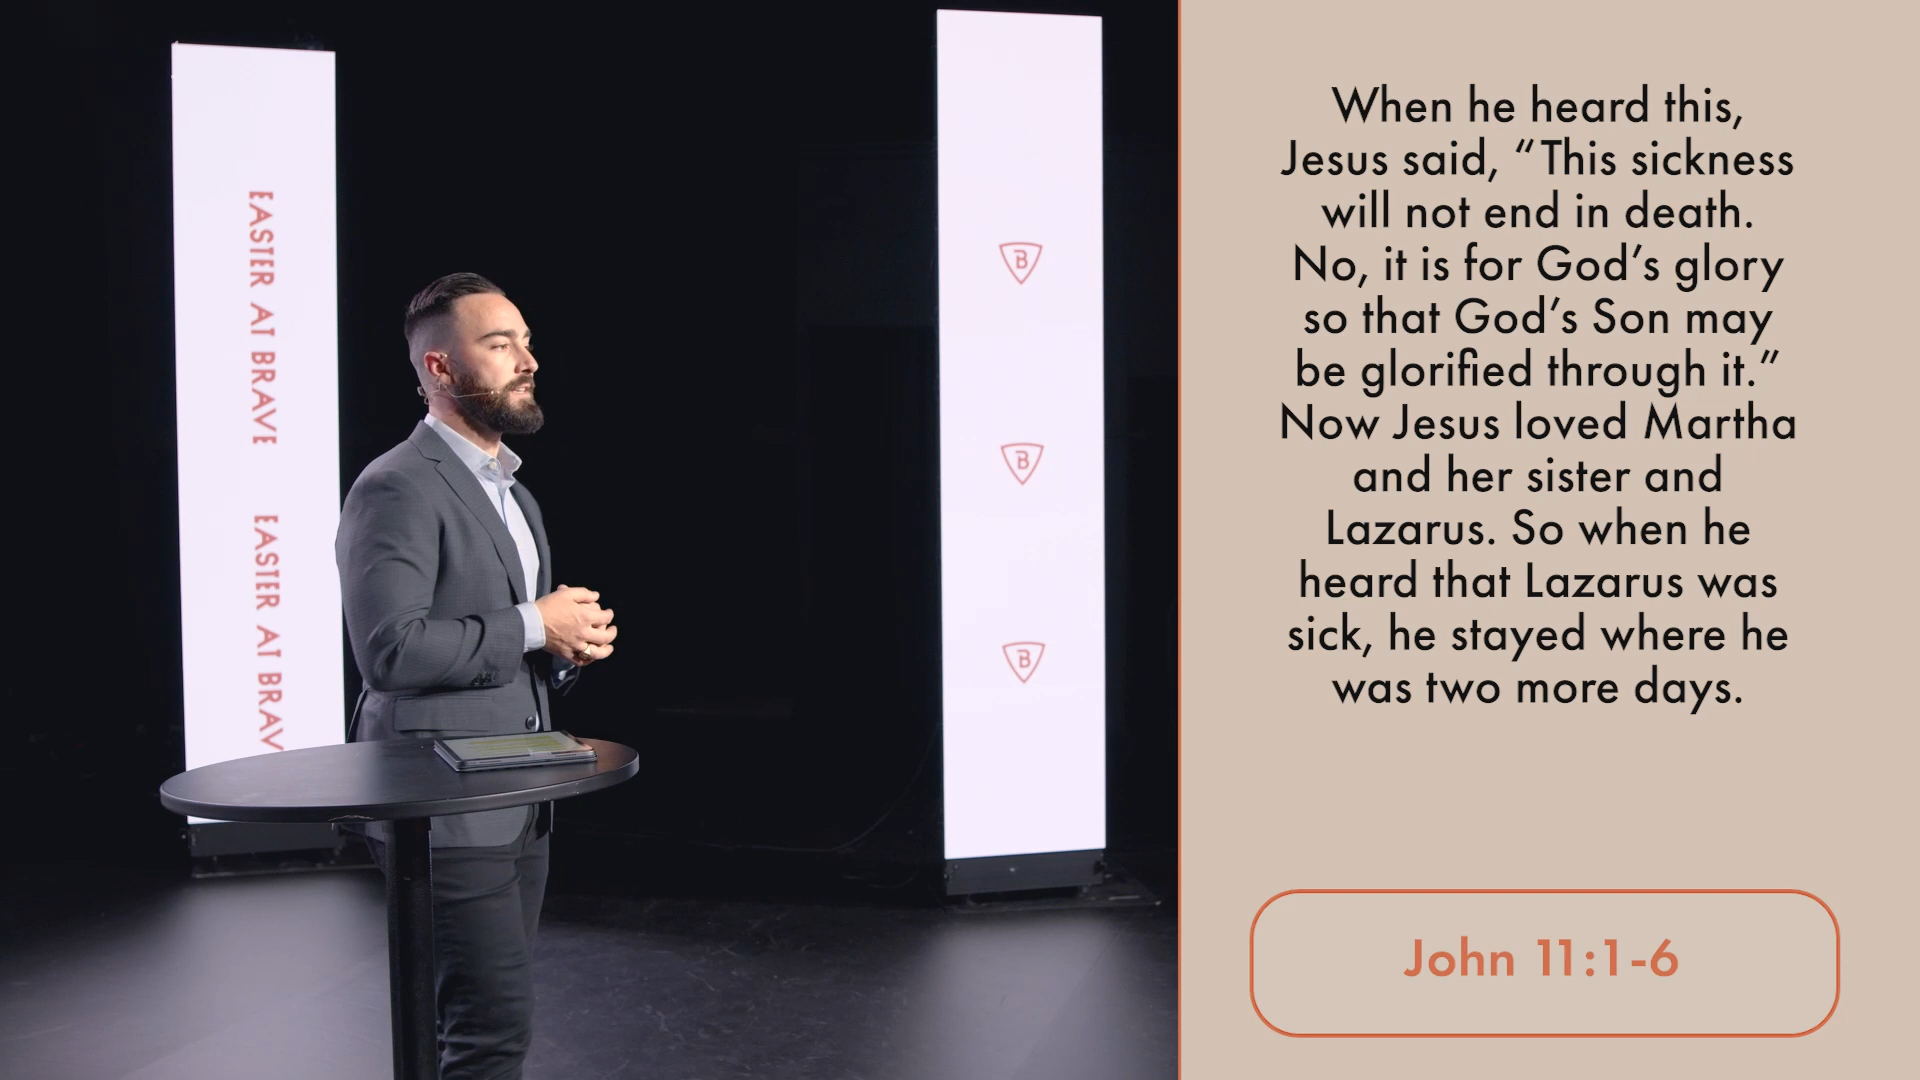 EASTER AT BRAVE
EASTER AT BRAV
B
B
B
When he heard this,
Jesus said, “This sickness
will not end in death.
No, it is for God’s glory
so that God’s Son may
be glorified through it.”
Now Jesus loved Martha
and her sister and
Lazarus. So when he
heard that Lazarus was
sick, he stayed where he
was two more days.
John 11:1-6